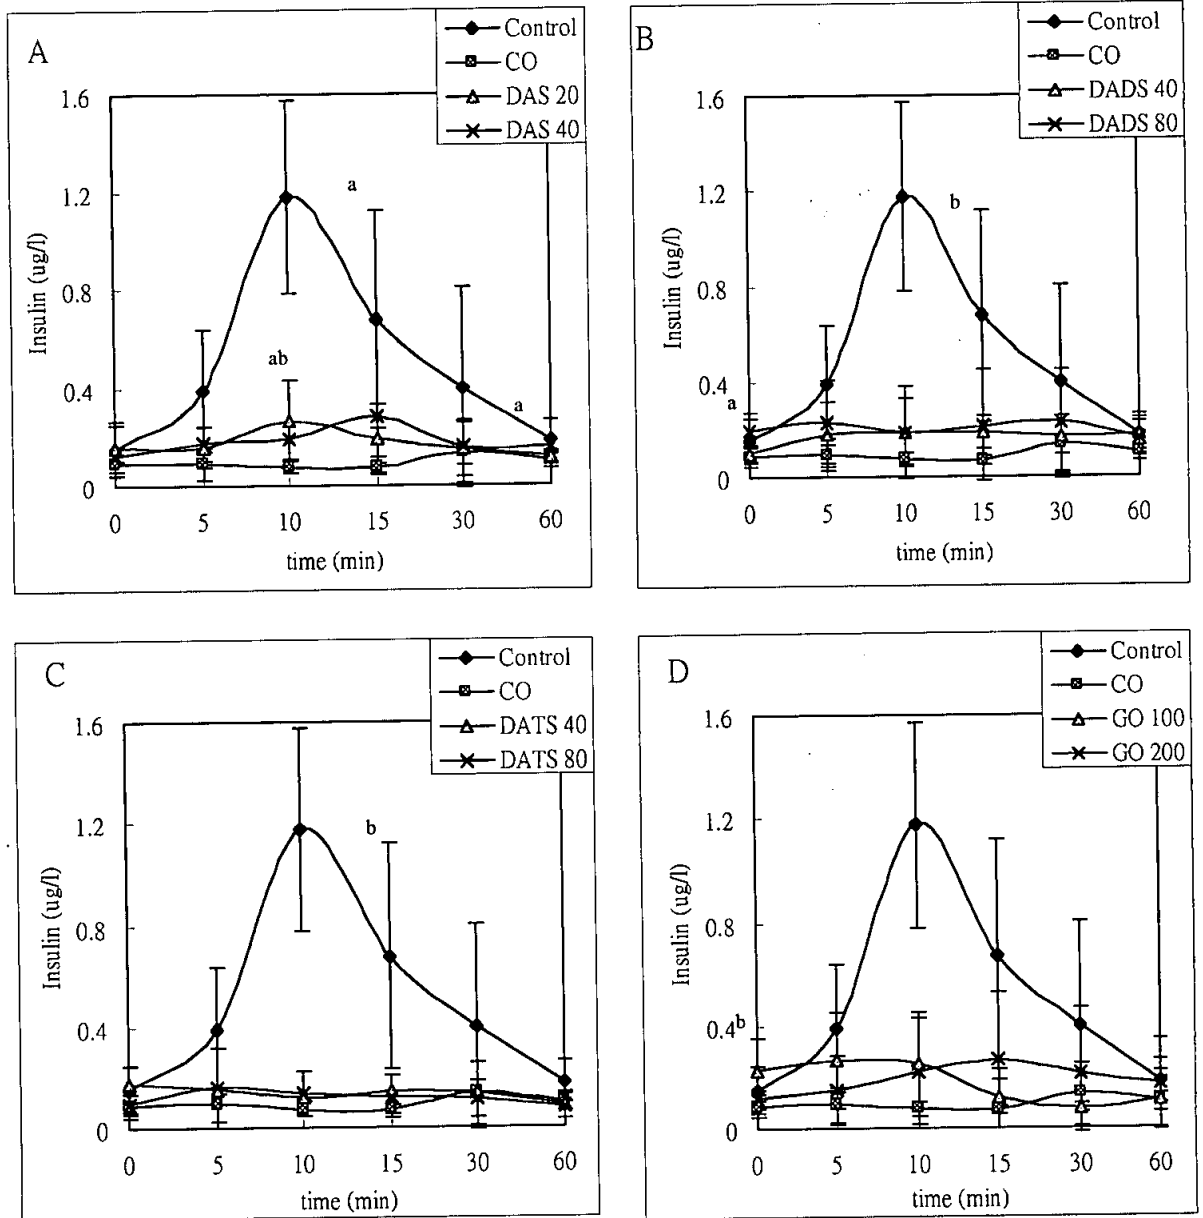 A
Control
CO
DAS 20
DAS 40
1.6
1.2
0.8
0.4
0
Insulin (ug/l)
a
ab
a
0 5 10 15 30 60
time (min)
B
Control
CO
DADS 40
DADS 80
1.6
1.2
0.8
0.4
0
Insulin (ug/l)
b
a
0 5 10 15 30 60
time (min)
C
Control
CO
DATS 40
DATS 80
1.6
1.2
0.8
0.4
0
Insulin (ug/l)
b
0 5 10 15 30 60
time (min)
D
Control
CO
GO 100
GO 200
1.6
1.2
0.8
0.4
0
Insulin (ug/l)
b
0 5 10 15 30 60
time (min)